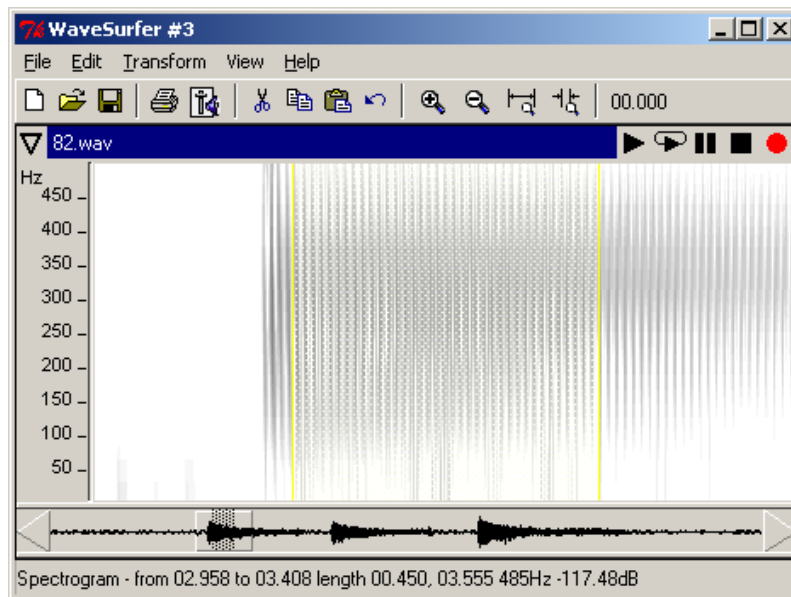 WaveSurfer #3
File Edit Transform View Help
00.000
82.wav
Hz
450
400
350
300
250
200
150
100
50
Spectrogram - from 02.958 to 03.408 length 00.450, 03.555 485Hz -117.48dB